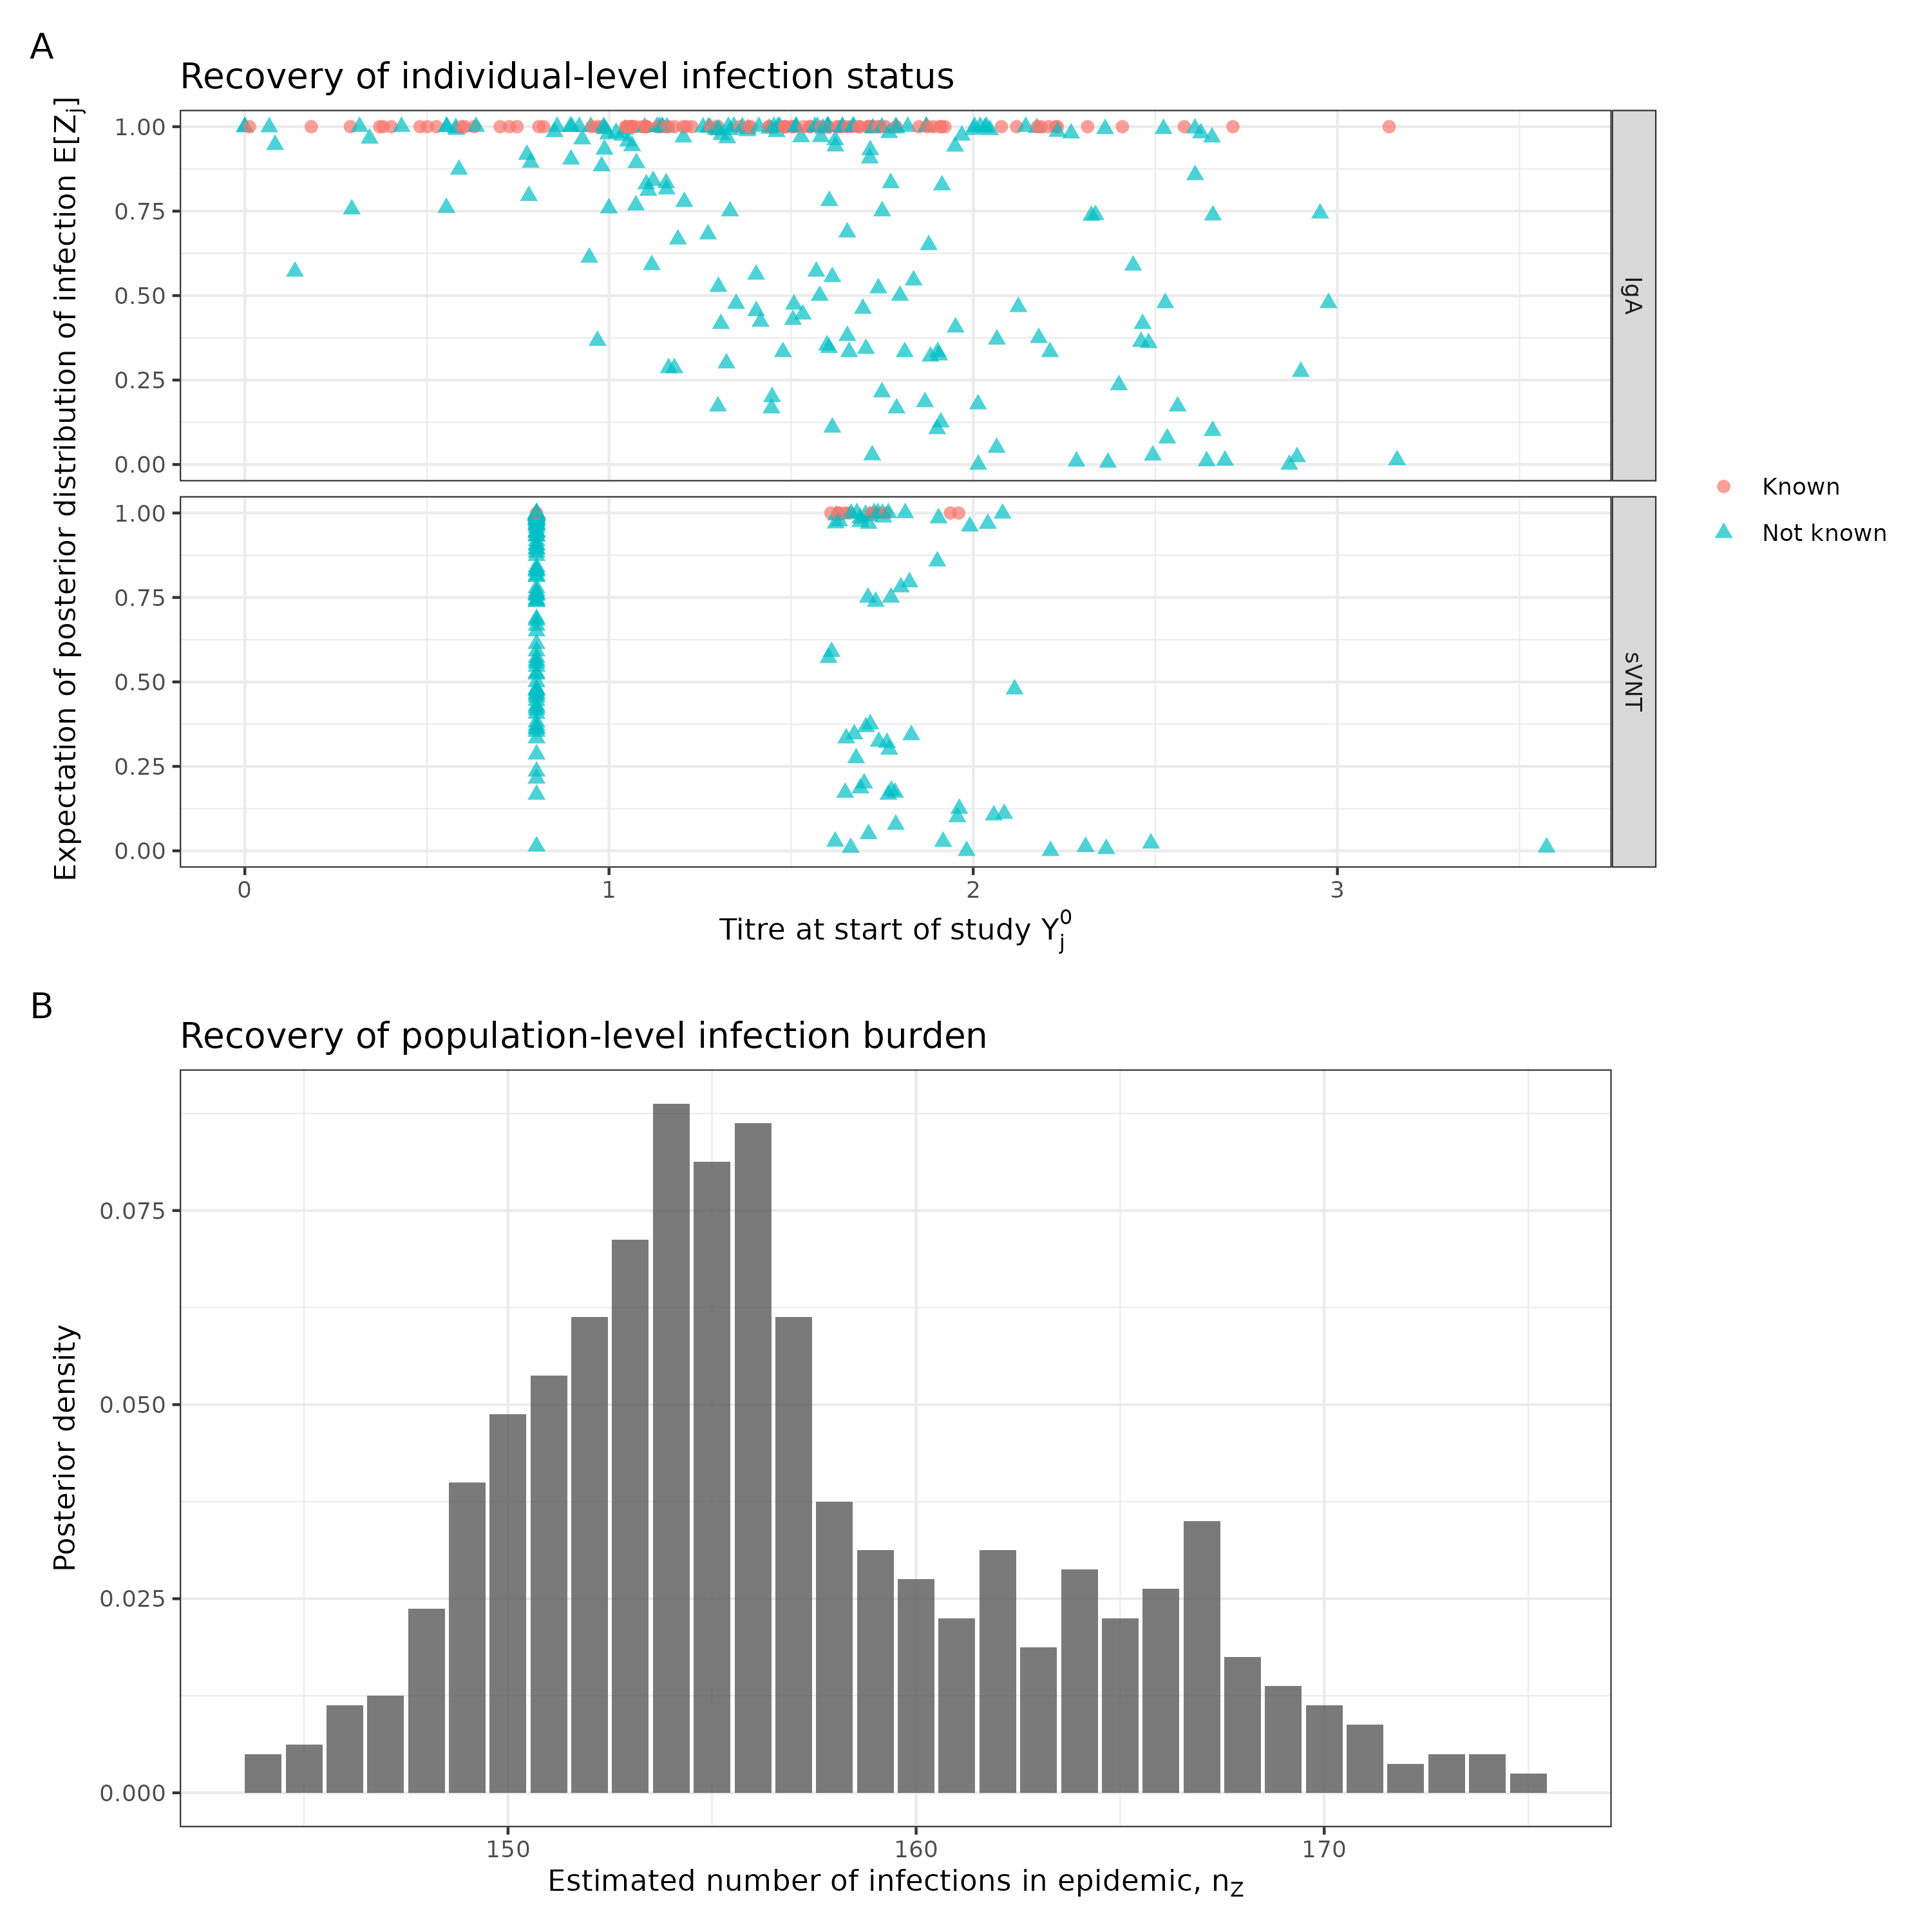 A
Recovery of individual-level infection status
Expectation of posterior distribution of infection E[Zj]
1.00
0.75
0.50
0.25
0.00
IgA
1.00
0.75
0.50
0.25
0.00
sVNT
Known
Not known
0 1 2 3
Titre at start of study Y0j
B
Recovery of population-level infection burden
Posterior density
0.075
0.050
0.025
0.000
150 160 170
Estimated number of infections in epidemic, nZ